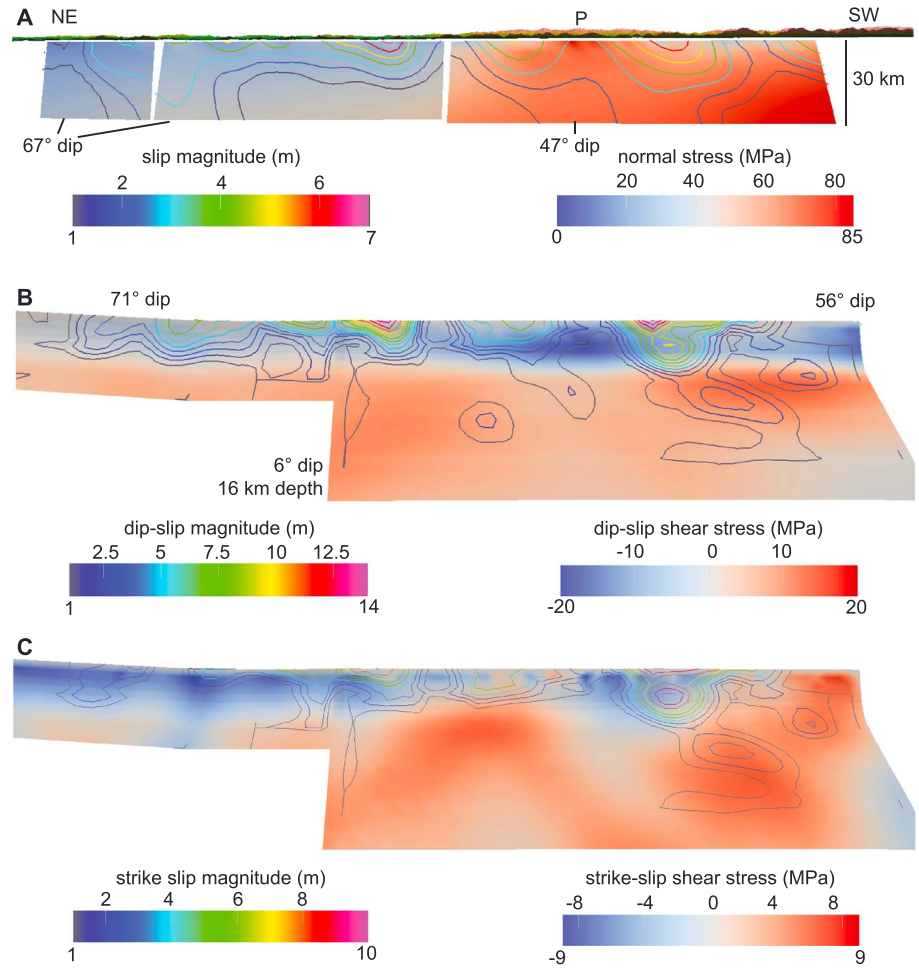 A NE P SW
30 km
67° dip 47° dip
slip magnitude (m) normal stress (MPa)
2 4 6 20 40 60 80
1 7 0 85
B 71° dip 56° dip
6° dip
16 km depth
dip-slip magnitude (m) dip-slip shear stress (MPa)
2.5 5 7.5 10 12.5 -10 0 10
1 14 -20 20
C
strike slip magnitude (m) strike-slip shear stress (MPa)
2 4 6 8 -8 -4 0 4 8
1 10 -9 9